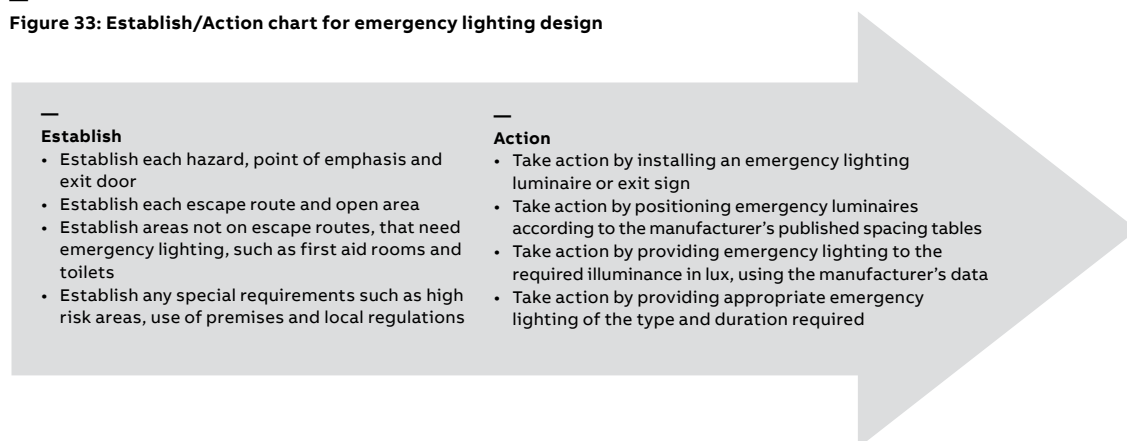 Figure 33: Establish/Action chart for emergency lighting design
Establish
• Establish each hazard, point of emphasis and
exit door
• Establish each escape route and open area
• Establish areas not on escape routes, that need
emergency lighting, such as first aid rooms and
toilets
• Establish any special requirements such as high
risk areas, use of premises and local regulations
Action
• Take action by installing an emergency lighting
luminaire or exit sign
• Take action by positioning emergency luminaires
according to the manufacturer’s published spacing tables
• Take action by providing emergency lighting to the
required illuminance in lux, using the manufacturer’s data
• Take action by providing appropriate emergency
lighting of the type and duration required